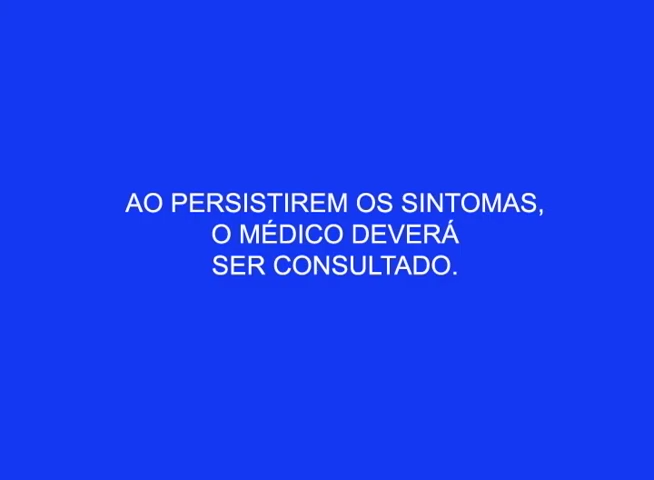 AO PERSISTIREM OS SINTOMAS,
O MÉDICO DEVERÁ
SER CONSULTADO.